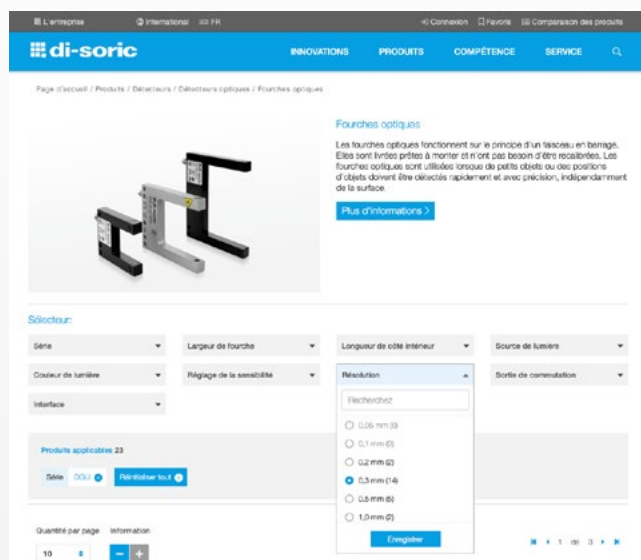 L'entreprise
International
FR
Connexion
Favoris
Comparaison des produits
di-soric
INNOVATIONS
PRODUITS
COMPÉTENCE
SERVICE
Page d'accueil / Produits / Détecteurs / Détecteurs optiques / Fourches optiques
Fourches optiques
Les fourches optiques fonctionnent sur le principe d'un faisceau en barrage.
Elles sont livrées prêtes à monter et n'ont pas besoin d'être recalibrées. Les
fourches optiques sont utilisées lorsque de petits objets ou des positions
d'objets doivent être détectés rapidement et avec précision, indépendamment
de la surface.
Plus d'informations >
Sélecteur:
Série
Largeur de fourche
Longueur de côté intérieur
Source de lumière
Couleur de lumière
Réglage de la sensibilité
Résolution
Sortie de commutation
Interface
Recherchez
0,05 mm (0)
0,1 mm (0)
0,2 mm (2)
0,3 mm (14)
0,5 mm (5)
1,0 mm (2)
Enregistrer
Produits applicables 23
Série
OGU
Réinitialiser tout
Quantité par page
Information
10
1 de 3